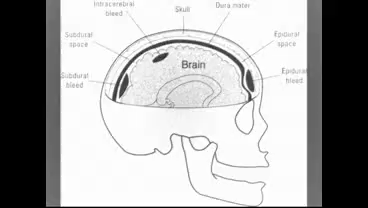 Intracerebral
bleed
Skull
Dura mater
Subdural
space
Epidural
space
Brain
Subdural
bleed
Epidural
bleed